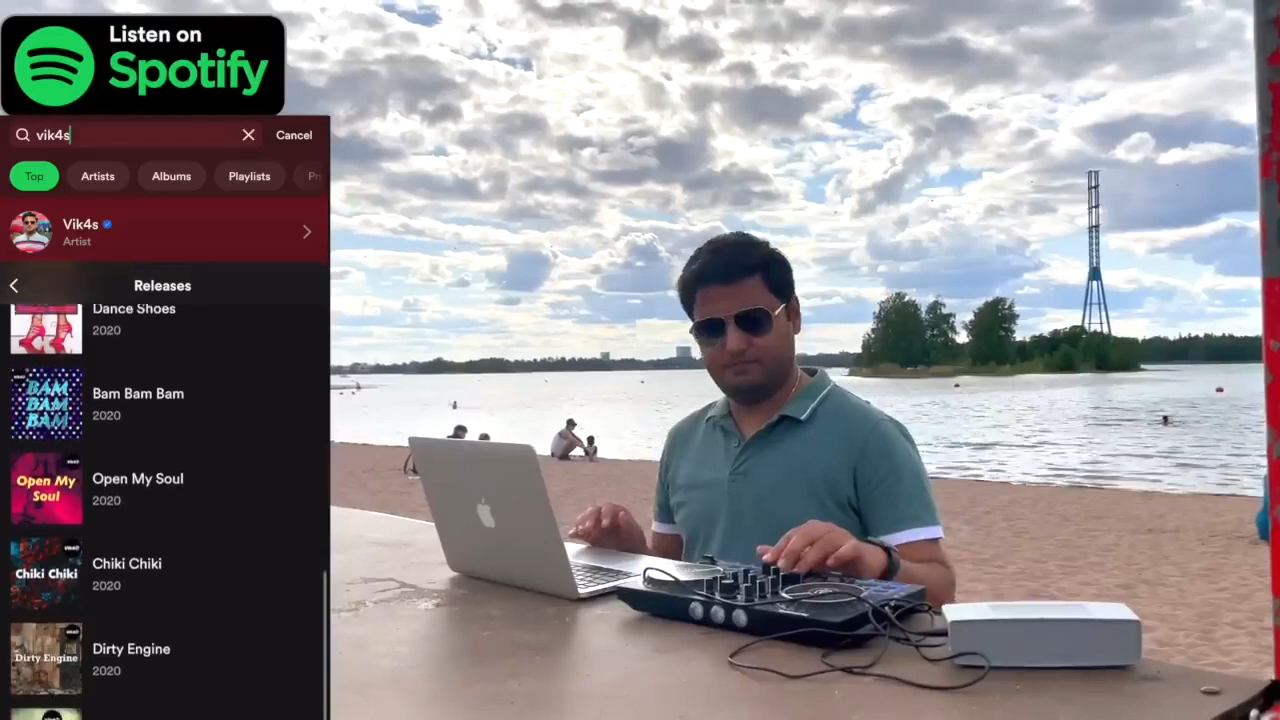 Listen on
Spotify
vik4s
Cancel
Top
Artists
Albums
Playlists
Vik4s
Artist
Releases
Dance Shoes
2020
BAM
BAM
BAM
Bam Bam Bam
2020
Open My
Soul
Open My Soul
2020
Chiki Chiki
Chiki Chiki
2020
Dirty Engine
Dirty Engine
2020